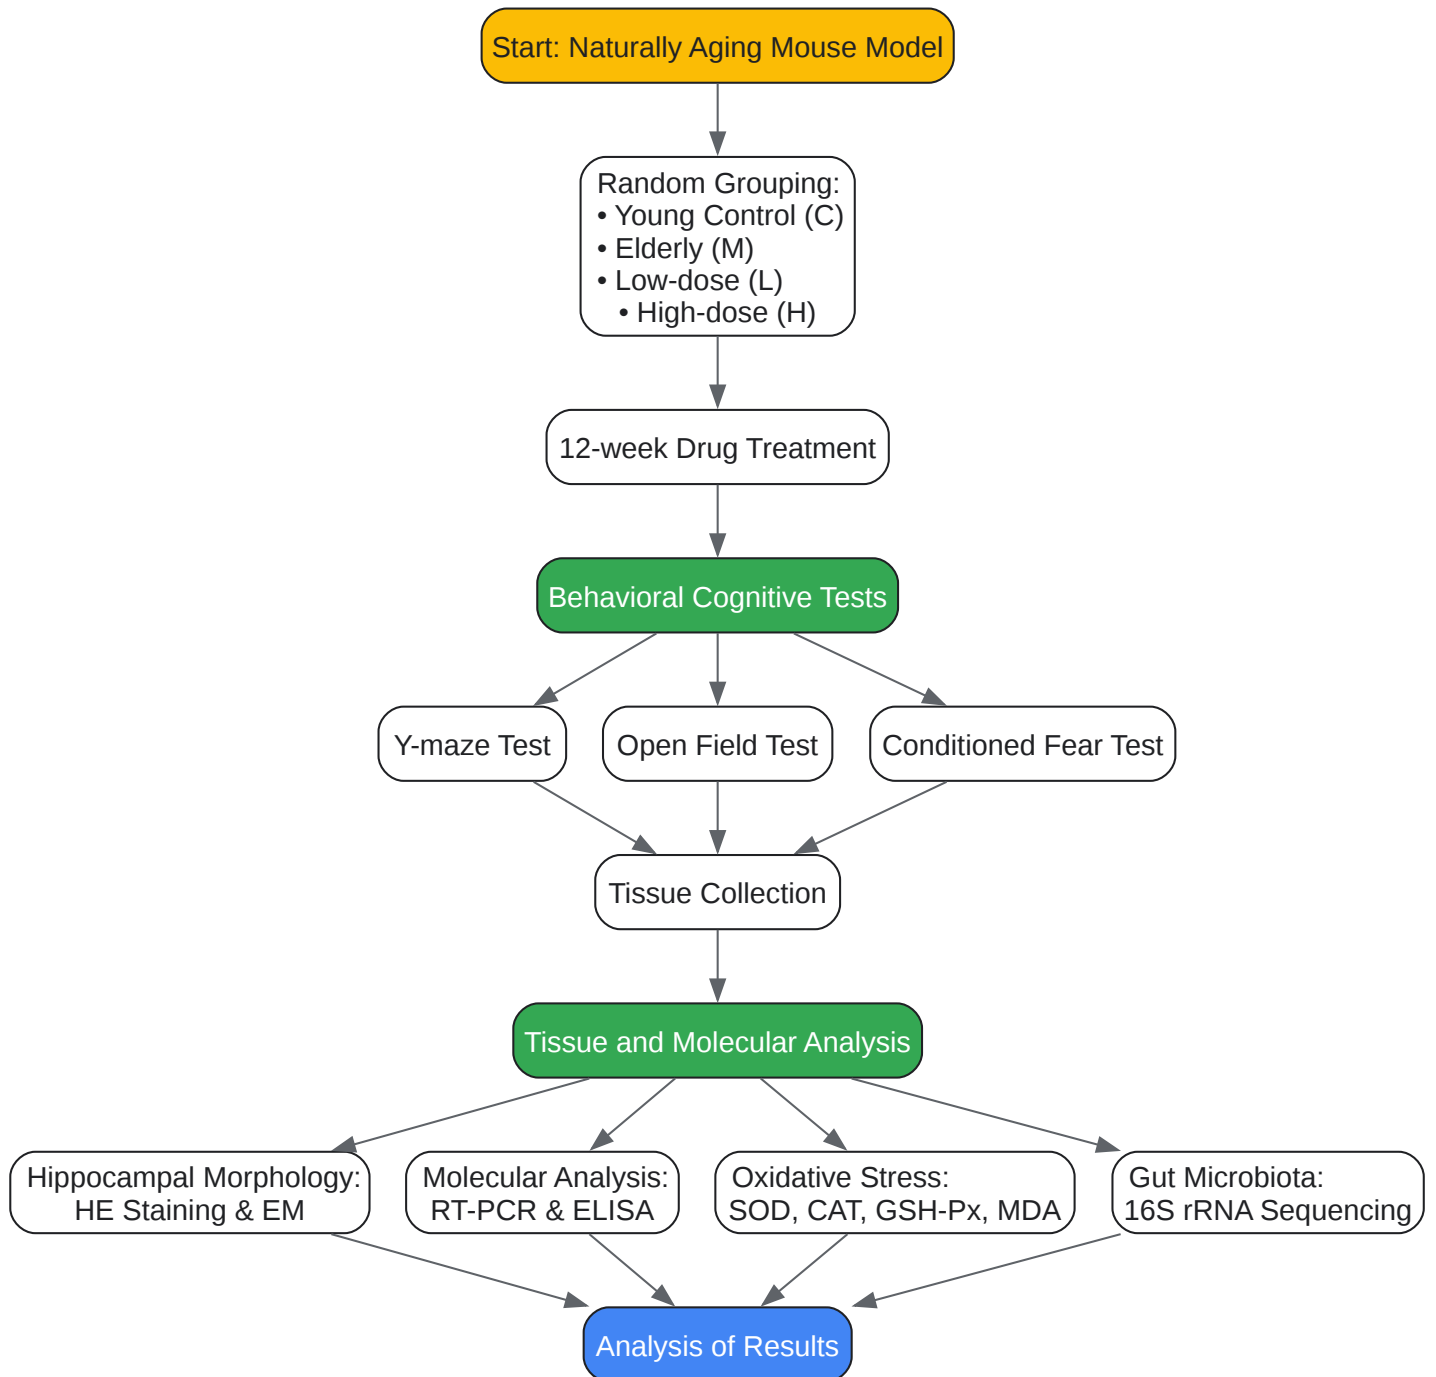 Start: Naturally Aging Mouse Model
Random Grouping:
• Young Control (C)
• Elderly (M)
• Low-dose (L)
• High-dose (H)
12-week Drug Treatment
Behavioral Cognitive Tests
Y-maze Test
Open Field Test
Conditioned Fear Test
Tissue Collection
Tissue and Molecular Analysis
Hippocampal Morphology:
HE Staining & EM
Molecular Analysis:
RT-PCR & ELISA
Oxidative Stress:
SOD, CAT, GSH-Px, MDA
Gut Microbiota:
16S rRNA Sequencing
Analysis of Results